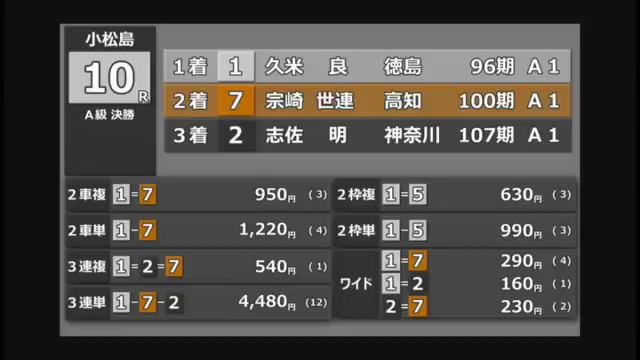 小松島
10R
A級 決勝
1着 1 久米 良 徳島 96期 A1
2着 7 宗崎 世連 高知 100期 A1
3着 2 志佐 明 神奈川 107期 A1
2車複 1=7 950円 (3)
2車単 1-7 1,220円 (4)
3連複 1=2=7 540円 (1)
3連単 1-7-2 4,480円 (12)
2枠複 1=5 630円 (3)
2枠単 1-5 990円 (3)
ワイド
1=7 290円 (4)
1=2 160円 (1)
2=7 230円 (2)